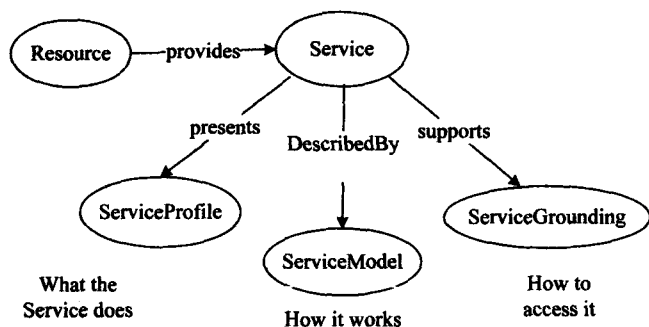 Resource
provides
Service
presents
DescribedBy
supports
ServiceProfile
ServiceModel
ServiceGrounding
What the
Service does
How it works
How to
access it